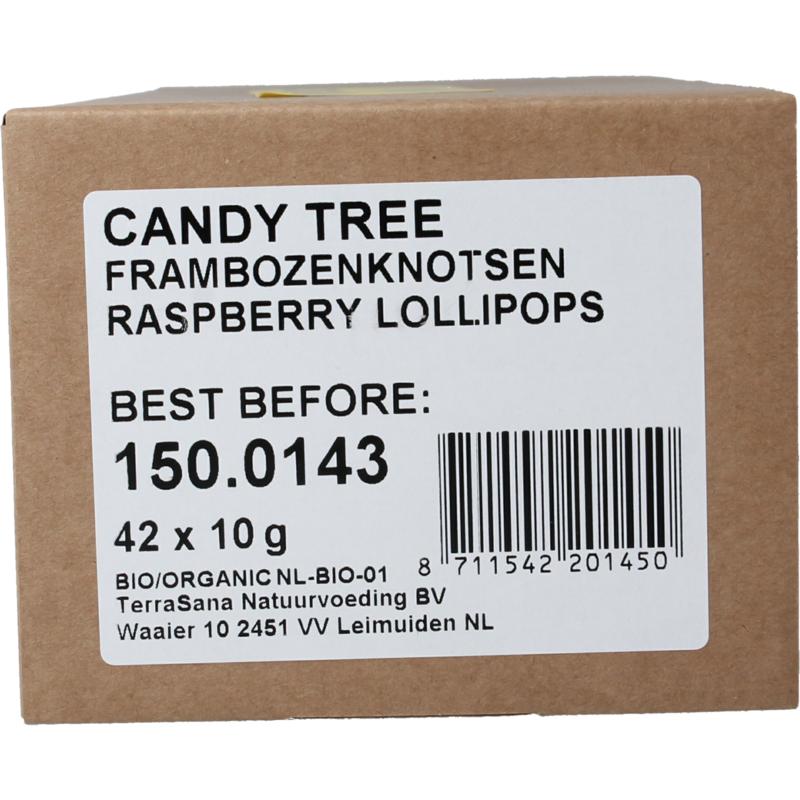 CANDY TREE
FRAMBOZENKNOTSEN
RASPBERRY LOLLIPOPS
BEST BEFORE:
150.0143
42 x 10 g
BIO/ORGANIC NL-BIO-01
TerraSana Natuurvoeding BV
Waaier 10 2451 VV Leimuiden NL
8 711542 201450